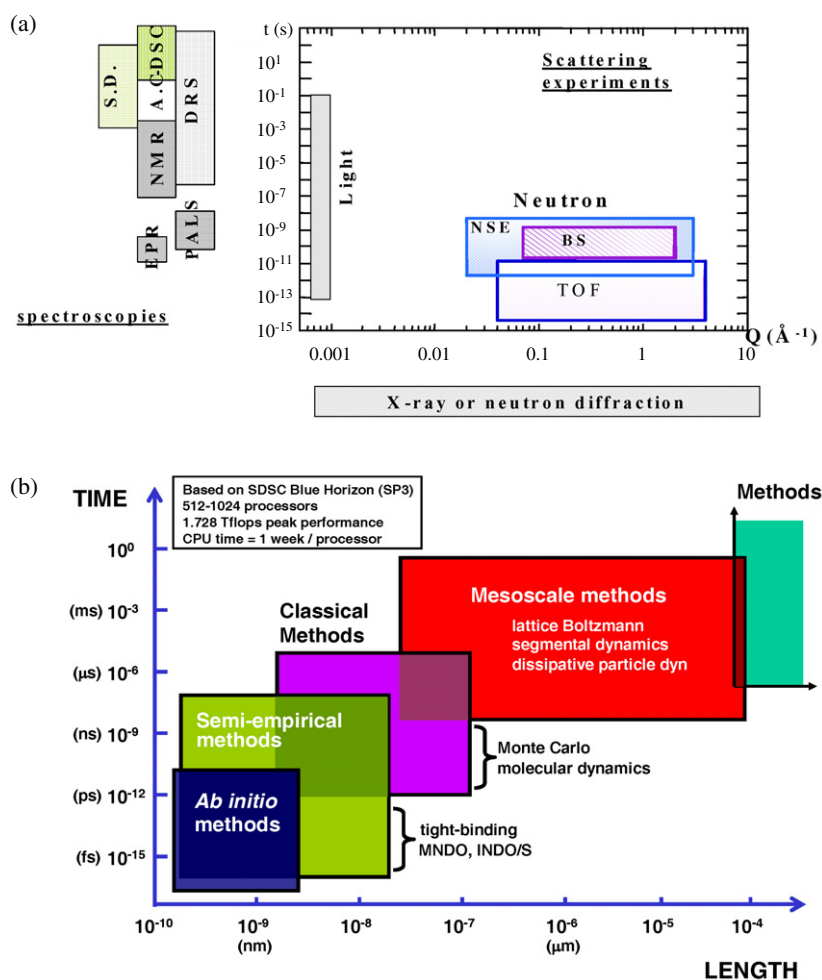 (a)
t (s)
10¹
10⁻¹
10⁻³
10⁻⁵
10⁻⁷
10⁻⁹
10⁻¹¹
10⁻¹³
10⁻¹⁵
S.D.
A.C-DSC
NMR
DRS
EPR
PALS
spectroscopies
Scattering
experiments
Light
Neutron
NSE
BS
TOF
Q (Å⁻¹)
0.001
0.01
0.1
1
10
X-ray or neutron diffraction
(b)
TIME
Based on SDSC Blue Horizon (SP3)
512-1024 processors
1.728 Tflops peak performance
CPU time = 1 week / processor
Methods
10⁰
(ms) 10⁻³
(μs) 10⁻⁶
(ns) 10⁻⁹
(ps) 10⁻¹²
(fs) 10⁻¹⁵
Classical
Methods
Mesoscale methods
lattice Boltzmann
segmental dynamics
dissipative particle dyn
Semi-empirical
methods
Monte Carlo
molecular dynamics
Ab initio
methods
tight-binding
MNDO, INDO/S
10⁻¹⁰
10⁻⁹
10⁻⁸
10⁻⁷
10⁻⁶
10⁻⁵
10⁻⁴
(nm)
(μm)
LENGTH